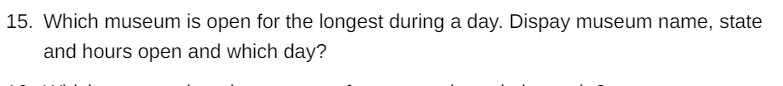 15. Which museum is open for the longest during a day. Dispay museum name, state
and hours open and which day?